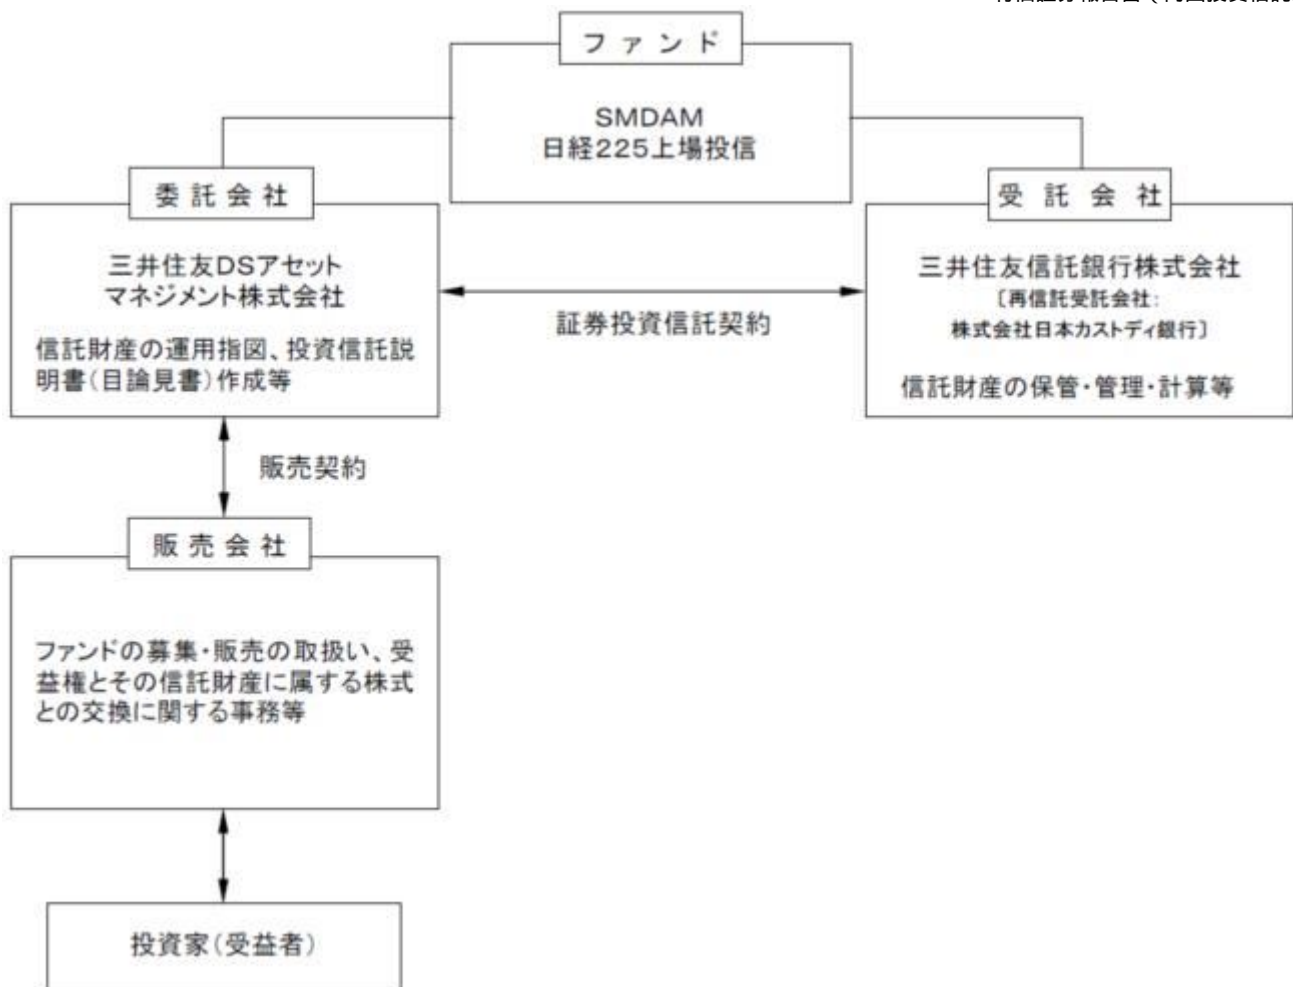 ファンド
SMDAM
日経225上場投信
委託会社
三井住友DSアセット
マネジメント株式会社
信託財産の運用指図、投資信託説
明書（目論見書）作成等
証券投資信託契約
受託会社
三井住友信託銀行株式会社
〔再信託受託会社：
株式会社日本カストディ銀行〕
信託財産の保管・管理・計算等
販売契約
販売会社
ファンドの募集・販売の取扱い、受
益権とその信託財産に属する株式
との交換に関する事務等
投資家（受益者）